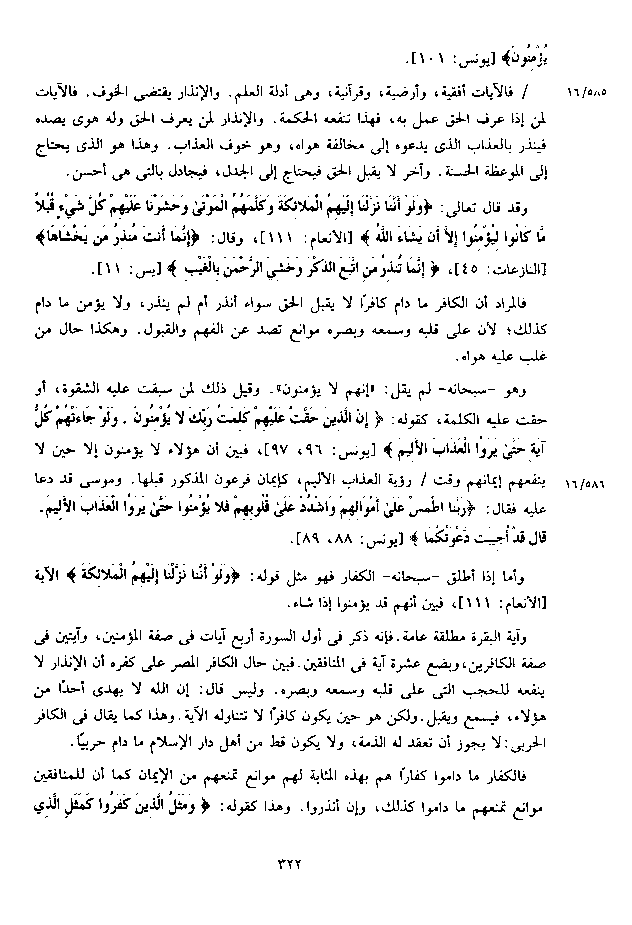 يُؤْمِنُونَ﴾ [يونس: ١٠١].
١٦/٥٨٥ / فالآيات أفقية، وأرضية، وقرآنية، وهى أدلة العلم. والإنذار يقتضى الخوف. فالآيات
لمن إذا عرف الحق عمل به، فهذا تنفعه الحكمة. والإنذار لمن يعرف الحق وله هوى يصده
فينذر بالعذاب الذى يدعوه إلى مخالفة هواه، وهو خوف العذاب. وهذا هو الذى يحتاج
إلى الموعظة الحسنة. وآخر لا يقبل الحق فيحتاج إلى الجدل، فيجادل بالتى هى أحسن.
وقد قال تعالى: ﴿وَلَوْ أَنَّنَا نَزَّلْنَا إِلَيْهِمُ الْمَلائِكَةَ وَكَلَّمَهُمُ الْمَوْتَىٰ وَحَشَرْنَا عَلَيْهِمْ كُلَّ شَيْءٍ قُبُلاً
مَّا كَانُوا لِيُؤْمِنُوا إِلاَّ أَن يَشَاءَ اللَّهُ ﴾ [الأنعام: ١١١]، وقال: ﴿إِنَّمَا أَنتَ مُنذِرُ مَن يَخْشَاهَا﴾
[النازعات: ٤٥]، ﴿ إِنَّمَا تُنذِرُ مَنِ اتَّبَعَ الذِّكْرَ وَخَشِيَ الرَّحْمَنَ بِالْغَيْبِ ﴾ [يس: ١١].
فالمراد أن الكافر ما دام كافرًا لا يقبل الحق سواء أنذر أم لم ينذر، ولا يؤمن ما دام
كذلك؛ لأن على قلبه وسمعه وبصره موانع تصد عن الفهم والقبول. وهكذا حال من
غلب عليه هواه.
وهو -سبحانه- لم يقل: «إنهم لا يؤمنون». وقيل ذلك لمن سبقت عليه الشقوة، أو
حقت عليه الكلمة، كقوله: ﴿ إِنَّ الَّذِينَ حَقَّتْ عَلَيْهِمْ كَلِمَتُ رَبِّكَ لا يُؤْمِنُونَ . وَلَوْ جَاءَتْهُمْ كُلُّ
آيَةٍ حَتَّىٰ يَرَوُا الْعَذَابَ الأَلِيمَ ﴾ [يونس: ٩٦، ٩٧]، فبين أن هؤلاء لا يؤمنون إلا حين لا
١٦/٥٨٦ ينفعهم إيمانهم وقت / رؤية العذاب الأليم، كإيمان فرعون المذكور قبلها. وموسى قد دعا
عليه فقال: ﴿رَبَّنَا اطْمِسْ عَلَىٰ أَمْوَالِهِمْ وَاشْدُدْ عَلَىٰ قُلُوبِهِمْ فَلا يُؤْمِنُوا حَتَّىٰ يَرَوُا الْعَذَابَ الأَلِيمَ.
قَالَ قَدْ أُجِيبَت دَّعْوَتُكُمَا ﴾ [يونس: ٨٨، ٨٩].
وأما إذا أطلق -سبحانه- الكفار فهو مثل قوله: ﴿وَلَوْ أَنَّنَا نَزَّلْنَا إِلَيْهِمُ الْمَلائِكَةَ ﴾ الآية
[الأنعام: ١١١]، فبين أنهم قد يؤمنوا إذا شاء.
وآية البقرة مطلقة عامة. فإنه ذكر فى أول السورة أربع آيات فى صفة المؤمنين، وآيتين فى
صفة الكافرين، وبضع عشرة آية فى المنافقين. فبين حال الكافر المصر على كفره أن الإنذار لا
ينفعه للحجب التى على قلبه وسمعه وبصره. وليس قال: إن الله لا يهدى أحدًا من
هؤلاء، فيسمع ويقبل. ولكن هو حين يكون كافرًا لا تتناوله الآية. وهذا كما يقال فى الكافر
الحربى: لا يجوز أن تعقد له الذمة، ولا يكون قط من أهل دار الإسلام ما دام حربيًا.
فالكفار ما داموا كفارًا هم بهذه المثابة لهم موانع تمنعهم من الإيمان كما أن للمنافقين
موانع تمنعهم ما داموا كذلك، وإن أنذروا. وهذا كقوله: ﴿ وَمَثَلُ الَّذِينَ كَفَرُوا كَمَثَلِ الَّذِي
٣٢٢